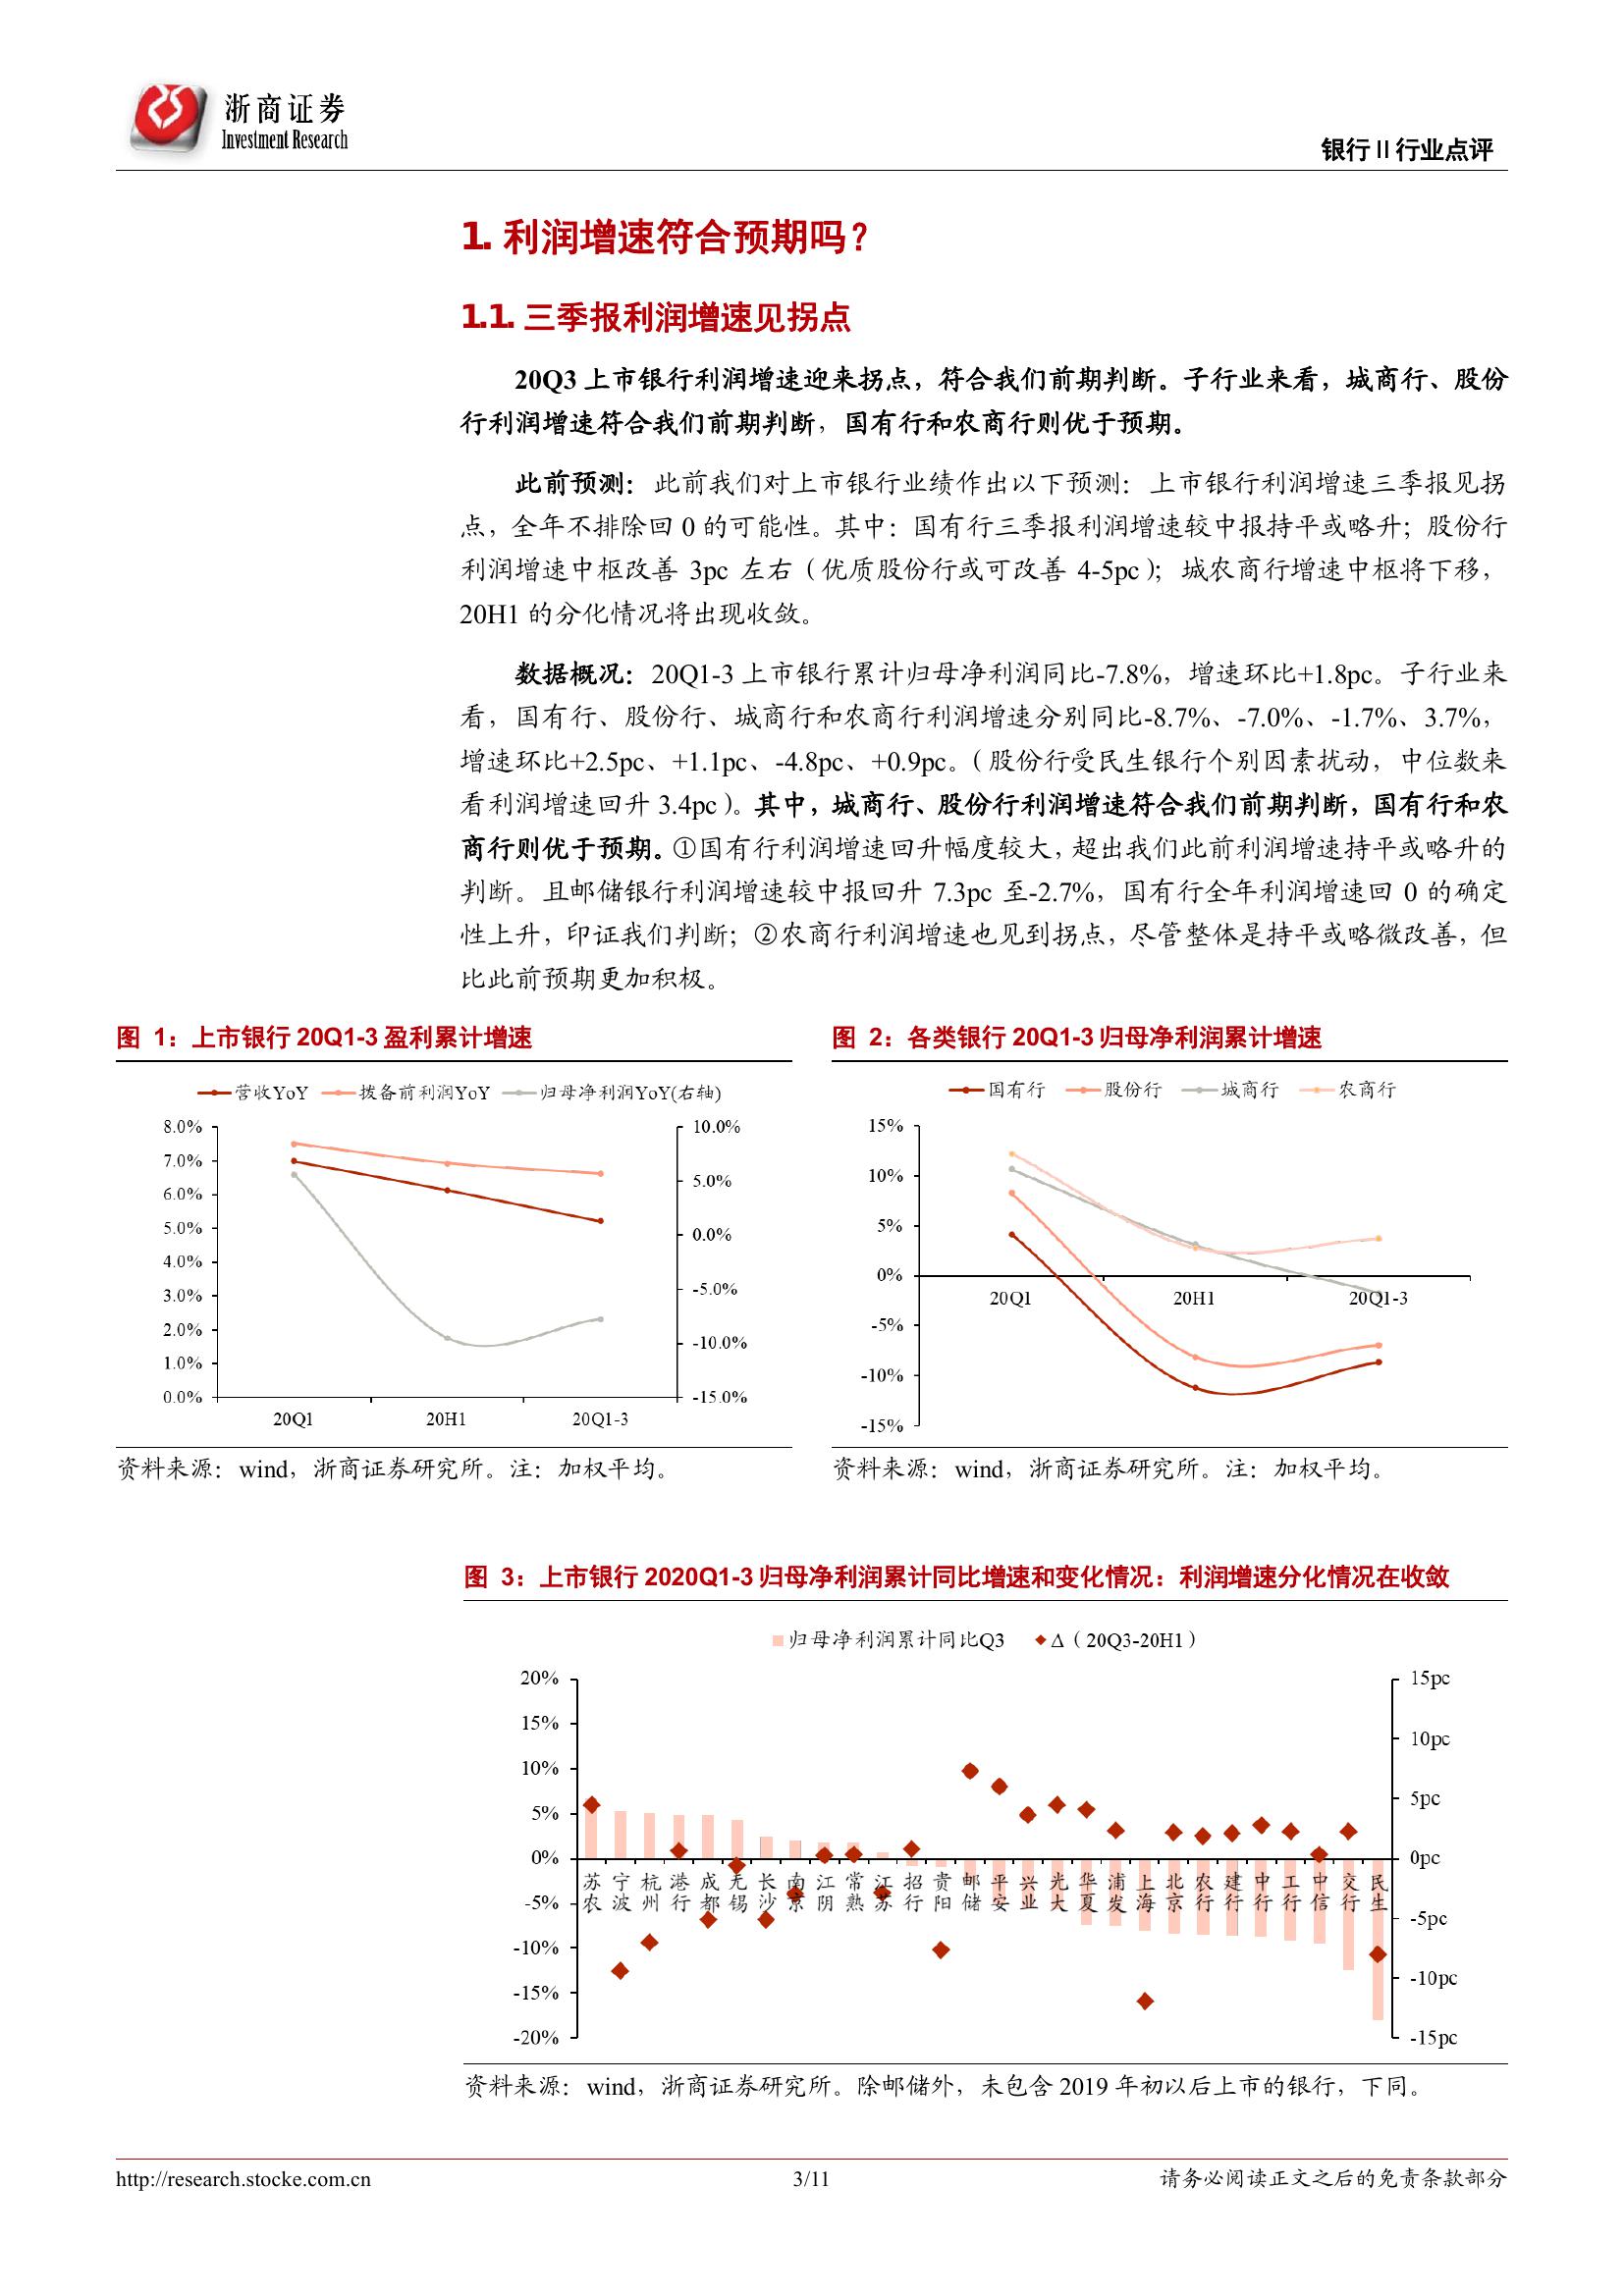 浙商证券
Investment Research
银行Ⅱ行业点评
1. 利润增速符合预期吗？
1.1. 三季报利润增速见拐点
20Q3 上市银行利润增速迎来拐点，符合我们前期判断。子行业来看，城商行、股份
行利润增速符合我们前期判断，国有行和农商行则优于预期。
此前预测：此前我们对上市银行业绩作出以下预测：上市银行利润增速三季报见拐
点，全年不排除回 0 的可能性。其中：国有行三季报利润增速较中报持平或略升；股份行
利润增速中枢改善 3pc 左右（优质股份行或可改善 4-5pc）；城农商行增速中枢将下移，
20H1 的分化情况将出现收敛。
数据概况：20Q1-3 上市银行累计归母净利润同比-7.8%，增速环比+1.8pc。子行业来
看，国有行、股份行、城商行和农商行利润增速分别同比-8.7%、-7.0%、-1.7%、3.7%，
增速环比+2.5pc、+1.1pc、-4.8pc、+0.9pc。（股份行受民生银行个别因素扰动，中位数来
看利润增速回升 3.4pc）。其中，城商行、股份行利润增速符合我们前期判断，国有行和农
商行则优于预期。①国有行利润增速回升幅度较大，超出我们此前利润增速持平或略升的
判断。且邮储银行利润增速较中报回升 7.3pc 至-2.7%，国有行全年利润增速回 0 的确定
性上升，印证我们判断；②农商行利润增速也见到拐点，尽管整体是持平或略微改善，但
比此前预期更加积极。
图 1：上市银行 20Q1-3 盈利累计增速
营收YoY 拨备前利润YoY 归母净利润YoY(右轴)
8.0% 10.0%
7.0%
6.0% 5.0%
5.0% 0.0%
4.0%
3.0% -5.0%
2.0% -10.0%
1.0%
0.0% -15.0%
20Q1 20H1 20Q1-3
资料来源：wind，浙商证券研究所。注：加权平均。
图 2：各类银行 20Q1-3 归母净利润累计增速
国有行 股份行 城商行 农商行
15%
10%
5%
0%
20Q1 20H1 20Q1-3
-5%
-10%
-15%
资料来源：wind，浙商证券研究所。注：加权平均。
图 3：上市银行 2020Q1-3 归母净利润累计同比增速和变化情况：利润增速分化情况在收敛
归母净利润累计同比Q3 Δ（20Q3-20H1）
20% 15pc
15% 10pc
10%
5% 5pc
0% 0pc
苏农 宁波 杭州 港行 成都 无锡 长沙 南京 江阴 常熟 江苏 招行 贵阳 邮储 平安 兴业 光大 华夏 浦发 上海 北京 农行 建行 中行 工行 中信 交行 民生
-5% -5pc
-10%
-15% -10pc
-20% -15pc
资料来源：wind，浙商证券研究所。除邮储外，未包含 2019 年初以后上市的银行，下同。
http://research.stocke.com.cn 3/11 请务必阅读正文之后的免责条款部分